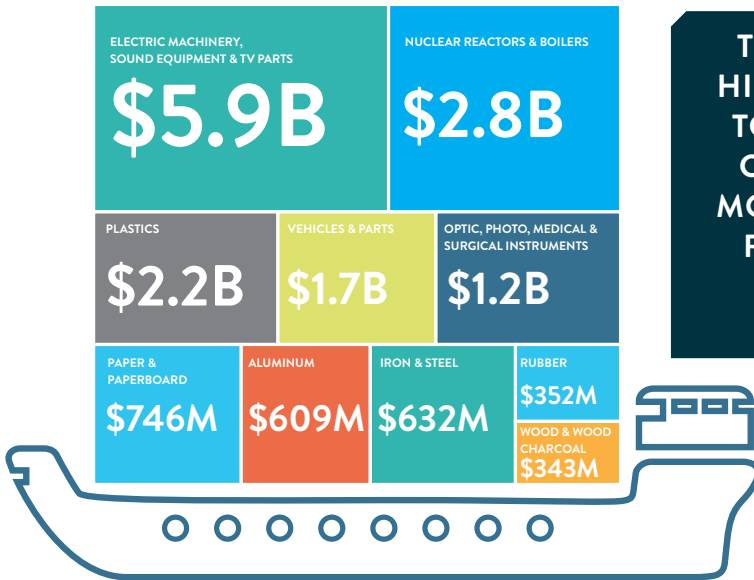 ELECTRIC MACHINERY,
SOUND EQUIPMENT & TV PARTS
$5.9B
NUCLEAR REACTORS & BOILERS
$2.8B
PLASTICS
$2.2B
VEHICLES & PARTS
$1.7B
OPTIC, PHOTO, MEDICAL &
SURGICAL INSTRUMENTS
$1.2B
PAPER &
PAPERBOARD
$746M
ALUMINUM
$609M
IRON & STEEL
$632M
RUBBER
$352M
WOOD & WOOD
CHARCOAL
$343M